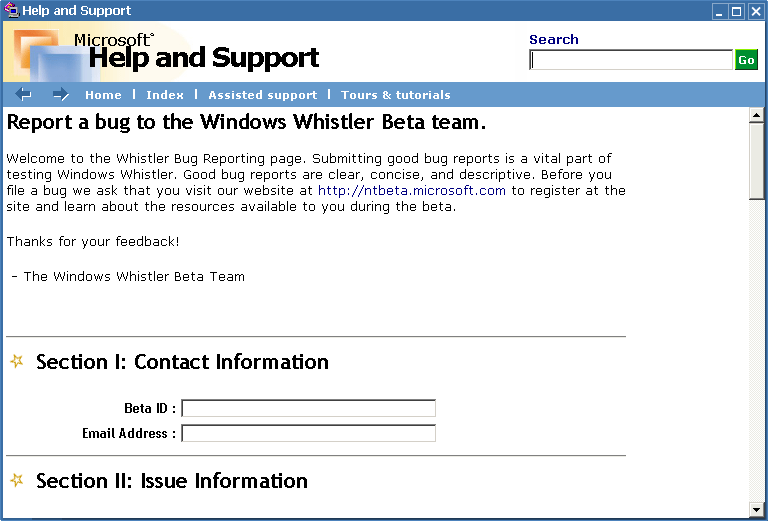 Help and Support
Microsoft®
Help and Support
Search
Go
Home | Index | Assisted support | Tours & tutorials
Report a bug to the Windows Whistler Beta team.
Welcome to the Whistler Bug Reporting page. Submitting good bug reports is a vital part of
testing Windows Whistler. Good bug reports are clear, concise, and descriptive. Before you
file a bug we ask that you visit our website at http://ntbeta.microsoft.com to register at the
site and learn about the resources available to you during the beta.
Thanks for your feedback!
- The Windows Whistler Beta Team
Section I: Contact Information
Beta ID :
Email Address :
Section II: Issue Information